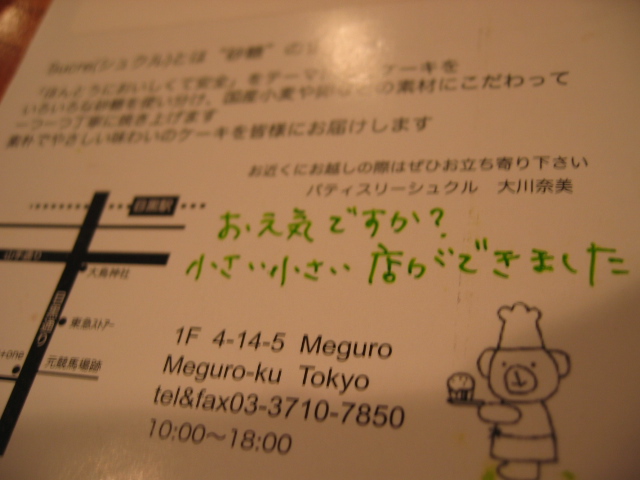 Sucre(シュクル)とは "砂糖" の
「ほんとうにおいしくて安全」をテーマに ケーキを
いろいろな砂糖を使い分け、国産小麦や卵などの素材にこだわって
一つ一つ丁寧に焼き上げます
素朴でやさしい味わいのケーキを皆様にお届けします
お近くにお越しの際はぜひお立ち寄り下さい
パティスリーシュクル 大川奈美
目黒駅
お元気ですか?
小さい小さい 店ができました
山手通り
大鳥神社
目黒通り
東急ストアー
+one
元競馬場跡
1F 4-14-5 Meguro
Meguro-ku Tokyo
tel&fax03-3710-7850
10:00〜18:00